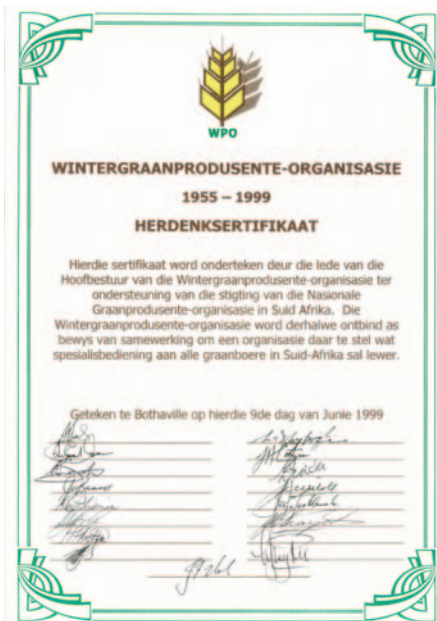 WPO
WINTERGRAANPRODUSENTE-ORGANISASIE
1955 – 1999
HERDENKSERTIFIKAAT
Hierdie sertifikaat word onderteken deur die lede van die
Hoofbestuur van die Wintergraanprodusente-organisasie ter
ondersteuning van die stigting van die Nasionale
Graanprodusente-organisasie in Suid Afrika. Die
Wintergraanprodusente-organisasie word derhalwe ontbind as
bewys van samewerking om een organisasie daar te stel wat
spesialisbediening aan alle graanboere in Suid-Afrika sal lewer.
Geteken te Bothaville op hierdie 9de dag van Junie 1999